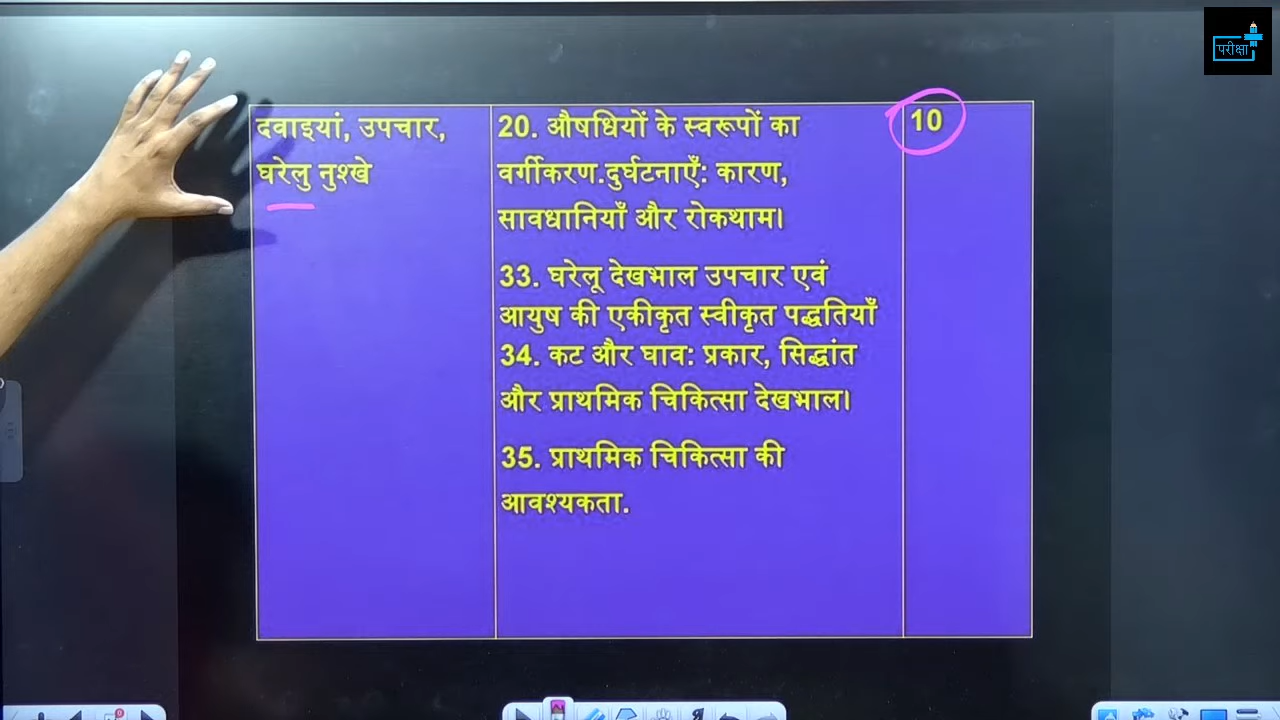 परीक्षा
दवाइयां, उपचार,
घरेलु नुश्खे
20. औषधियों के स्वरूपों का
वर्गीकरण.दुर्घटनाएँ: कारण,
सावधानियाँ और रोकथाम।
33. घरेलू देखभाल उपचार एवं
आयुष की एकीकृत स्वीकृत पद्धतियाँ
34. कट और घाव: प्रकार, सिद्धांत
और प्राथमिक चिकित्सा देखभाल।
35. प्राथमिक चिकित्सा की
आवश्यकता.
10